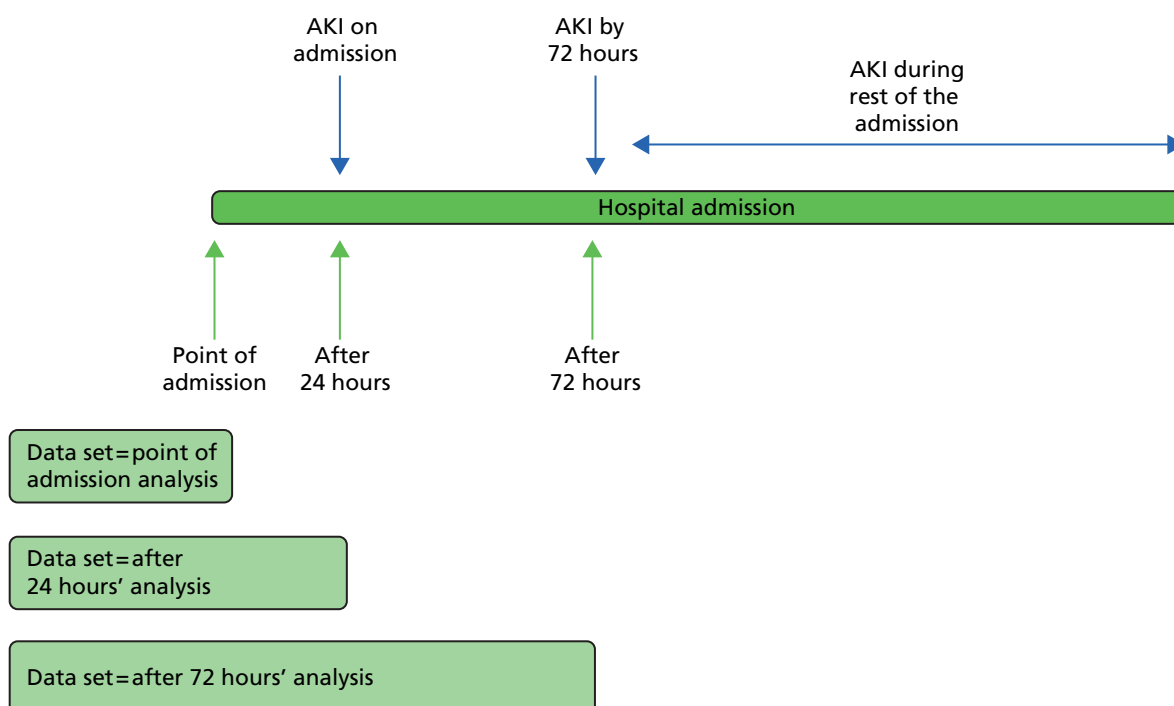 AKI on
admission
AKI by
72 hours
AKI during
rest of the
admission
Hospital admission
Point of
admission
After
24 hours
After
72 hours
Data set=point of
admission analysis
Data set=after
24 hours’ analysis
Data set=after 72 hours’ analysis